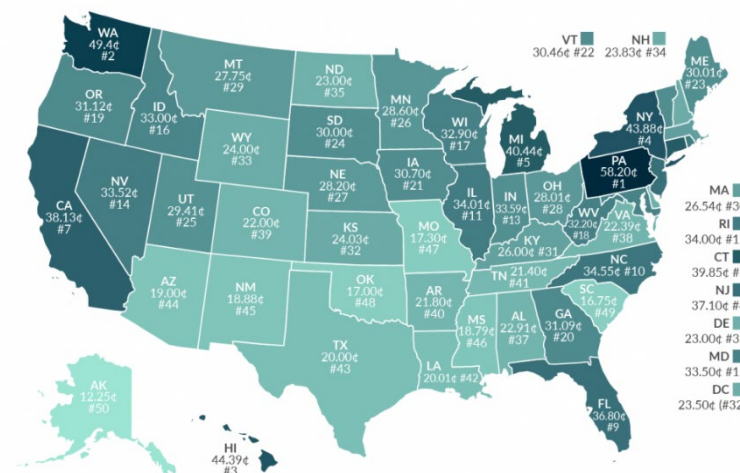 WA
49.4¢
#2
VT
30.46¢ #22
NH
23.83¢ #34
MT
27.75¢
#29
ND
23.00¢
#35
ME
30.01¢
#23
OR
31.12¢
#19
ID
33.00¢
#16
MN
28.60¢
#26
SD
30.00¢
#24
WI
32.90¢
#17
NY
43.88¢
#4
WY
24.00¢
#33
MI
40.44¢
#5
PA
58.20¢
#1
IA
30.70¢
#21
NE
28.20¢
#27
NV
33.52¢
#14
UT
29.41¢
#25
IL
34.01¢
#11
IN
33.59¢
#13
OH
28.01¢
#28
CA
38.13¢
#7
CO
22.00¢
#39
KS
24.03¢
#32
MO
17.30¢
#47
WV
32.20¢
#18
VA
22.39¢
#38
KY
26.00¢ #31
MA
26.54¢ #3
RI
34.00¢ #1
CT
39.85¢ #
NJ
37.10¢ #
DE
23.00¢ #3
MD
33.50¢ #1
DC
23.50¢ (#32
AZ
19.00¢
#44
NM
18.88¢
#45
OK
17.00¢
#48
AR
21.80¢
#40
TN 21.40¢
#41
NC
34.55¢ #10
SC
16.75¢
#49
MS
18.79¢
#46
AL
22.91¢
#37
GA
31.09¢
#20
TX
20.00¢
#43
LA
20.01¢ #42
FL
36.80¢
#9
AK
12.25¢
#50
HI
44.39¢
#3